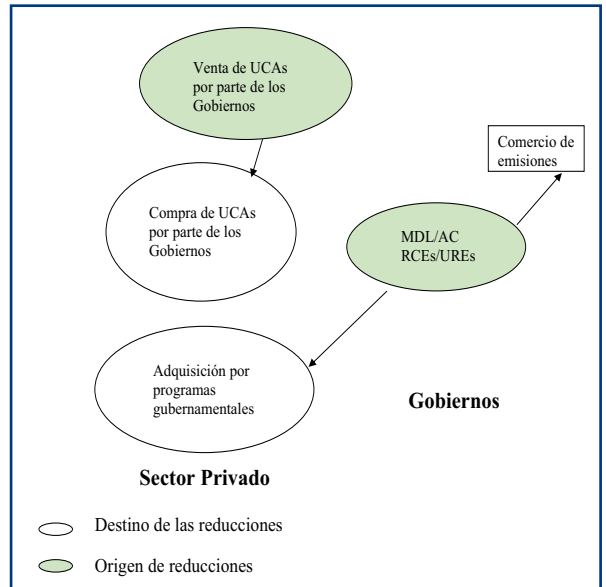 Venta de UCAs
por parte de los
Gobiernos
Comercio de
emisiones
Compra de UCAs
por parte de los
Gobiernos
MDL/AC
RCEs/UREs
Adquisición por
programas
gubernamentales
Gobiernos
Sector Privado
Destino de las reducciones
Origen de reducciones